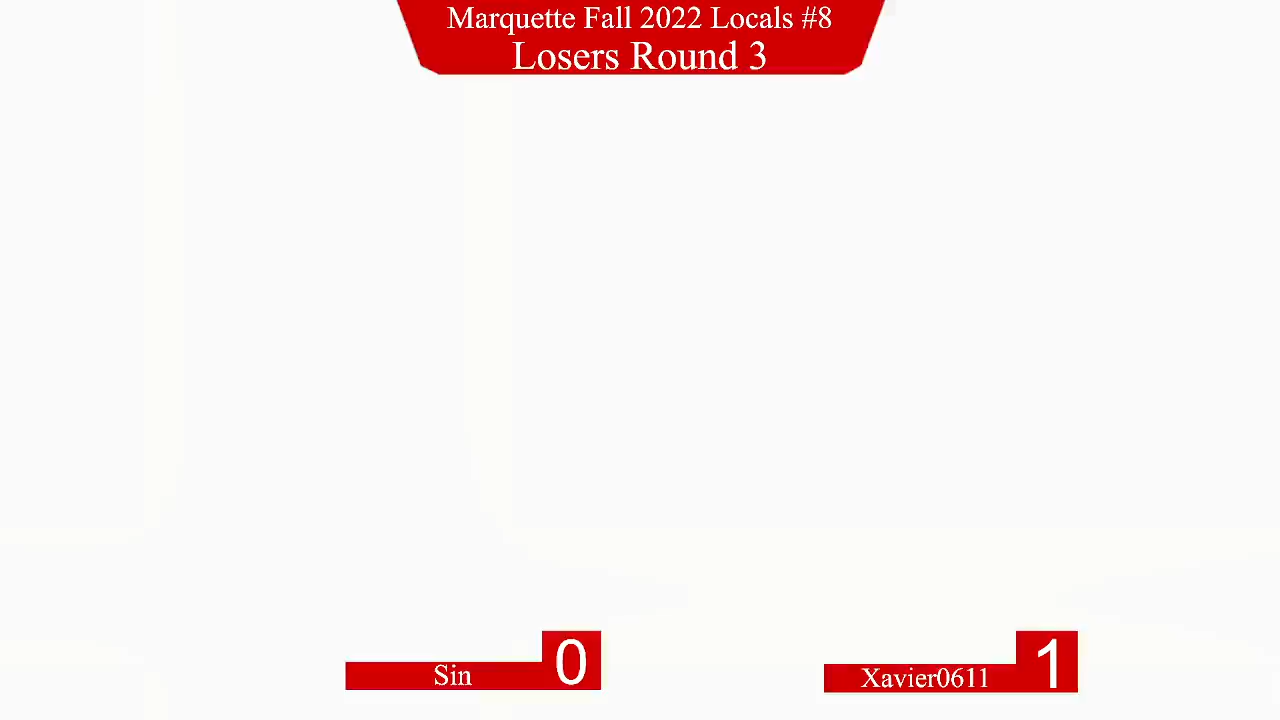 Marquette Fall 2022 Locals #8
Losers Round 3
Sin
0
Xavier0611
1